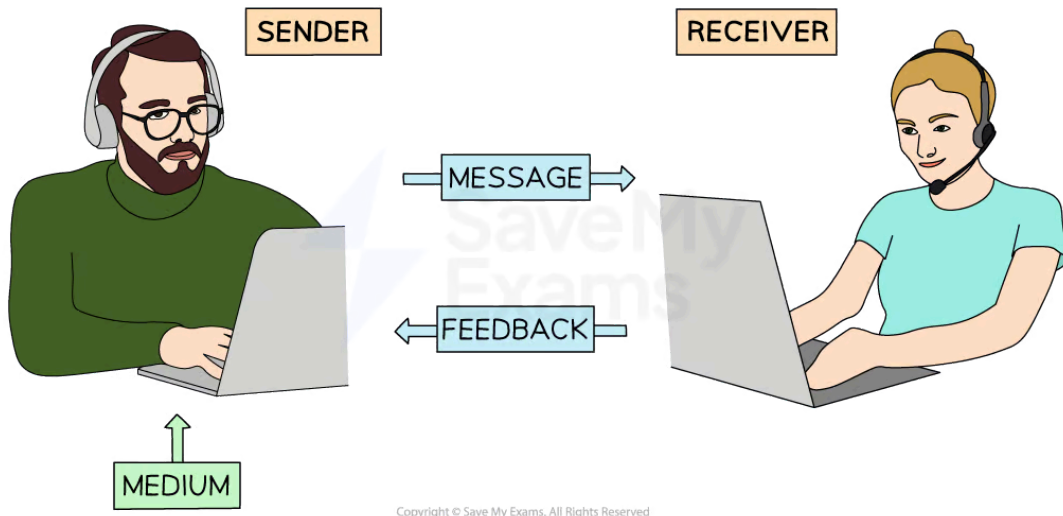 SENDER
RECEIVER
MESSAGE
SaveMy
Exams
FEEDBACK
MEDIUM
Copyright © Save My Exams. All Rights Reserved